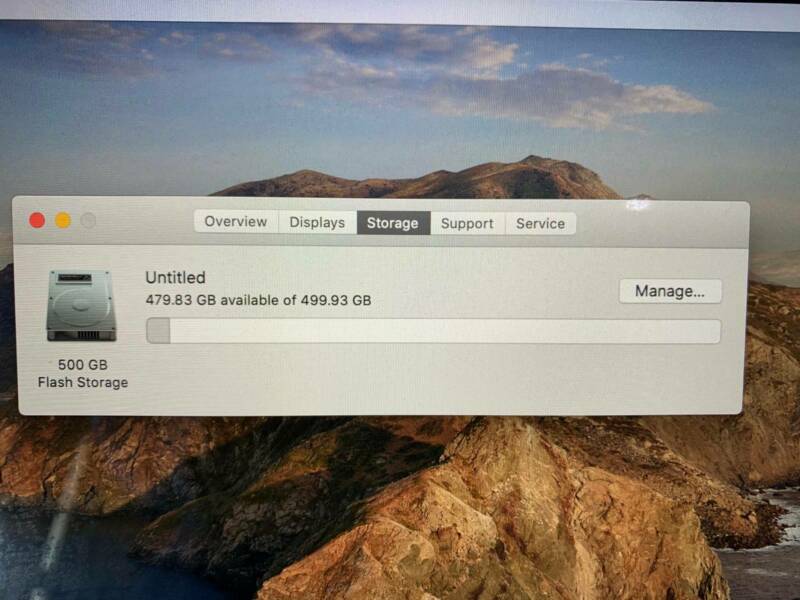 Overview Displays Storage Support Service
Untitled
479.83 GB available of 499.93 GB
Manage...
500 GB
Flash Storage